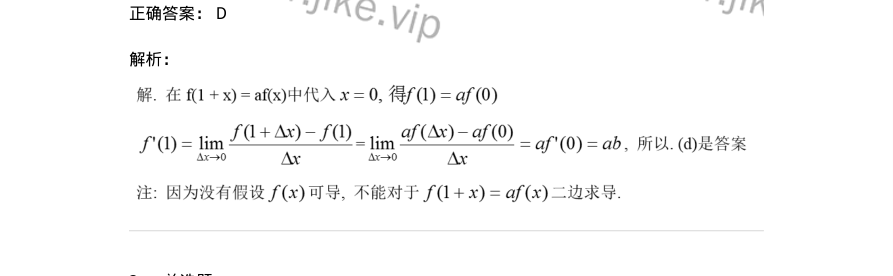 正确答案： D
解析：
解. 在 f(1 + x) = af(x)中代入 x = 0, 得f(1) = af(0)
f'(1) = lim_{Δx→0} \frac{f(1+Δx)−f(1)}{Δx} = lim_{Δx→0} \frac{af(Δx)−af(0)}{Δx} = af'(0) = ab, 所以. (d)是答案
注: 因为没有假设 f(x) 可导, 不能对于 f(1+x) = af(x) 二边求导.